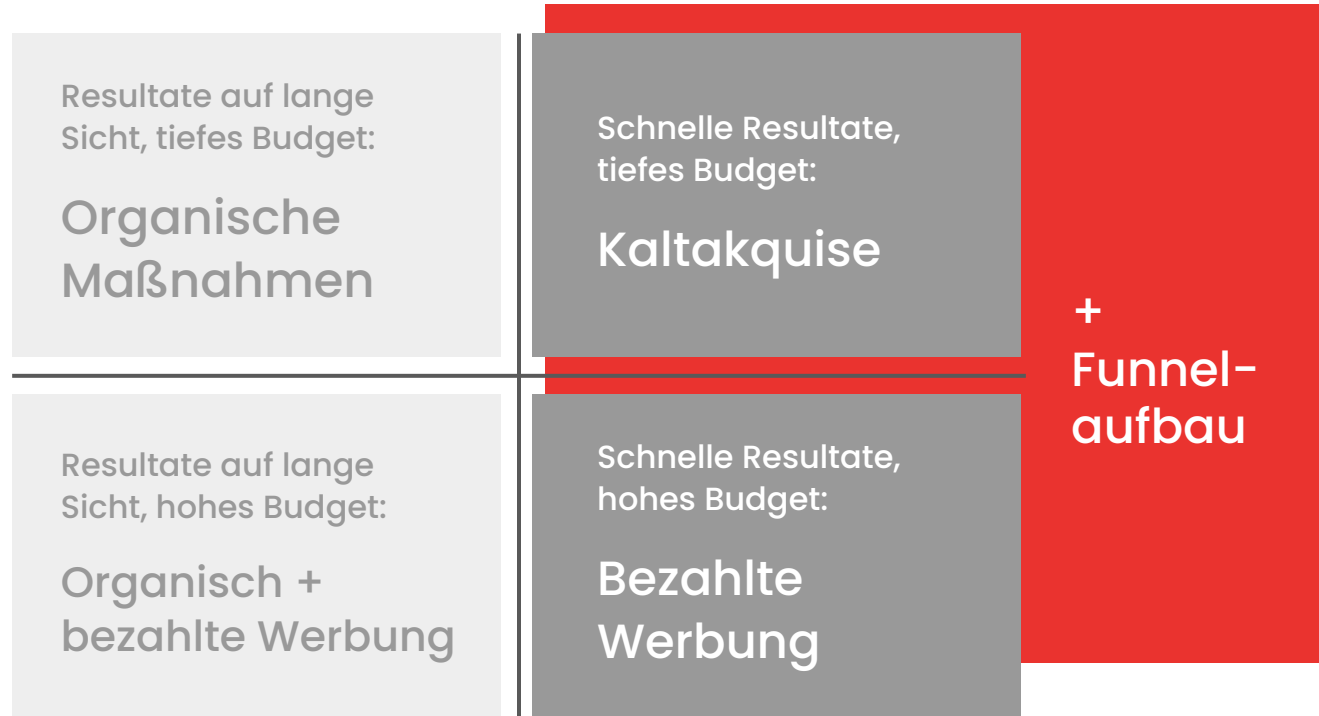 Resultate auf lange
Sicht, tiefes Budget:
Organische
Maßnahmen
Schnelle Resultate,
tiefes Budget:
Kaltakquise
+
Funnel-
aufbau
Resultate auf lange
Sicht, hohes Budget:
Organisch +
bezahlte Werbung
Schnelle Resultate,
hohes Budget:
Bezahlte
Werbung